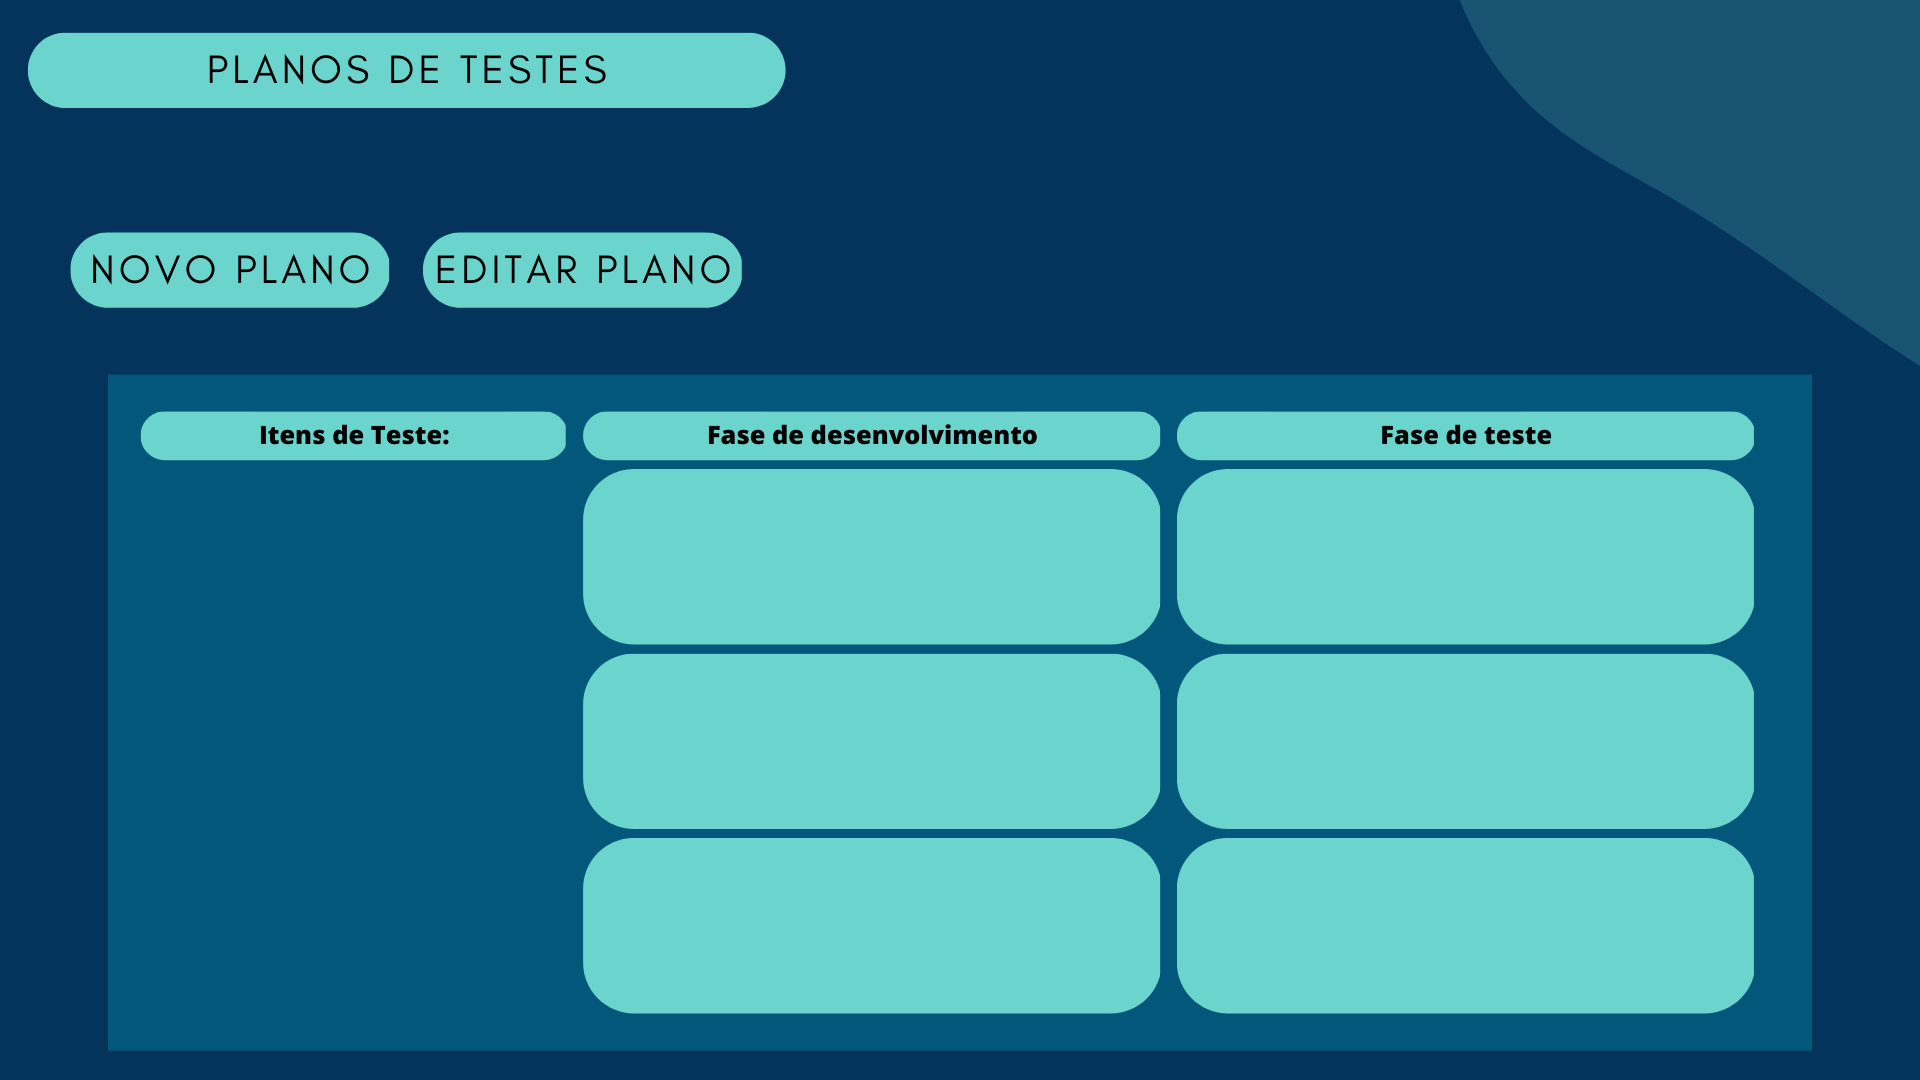 PLANOS DE TESTES
NOVO PLANO
EDITAR PLANO
Itens de Teste:
Fase de desenvolvimento
Fase de teste